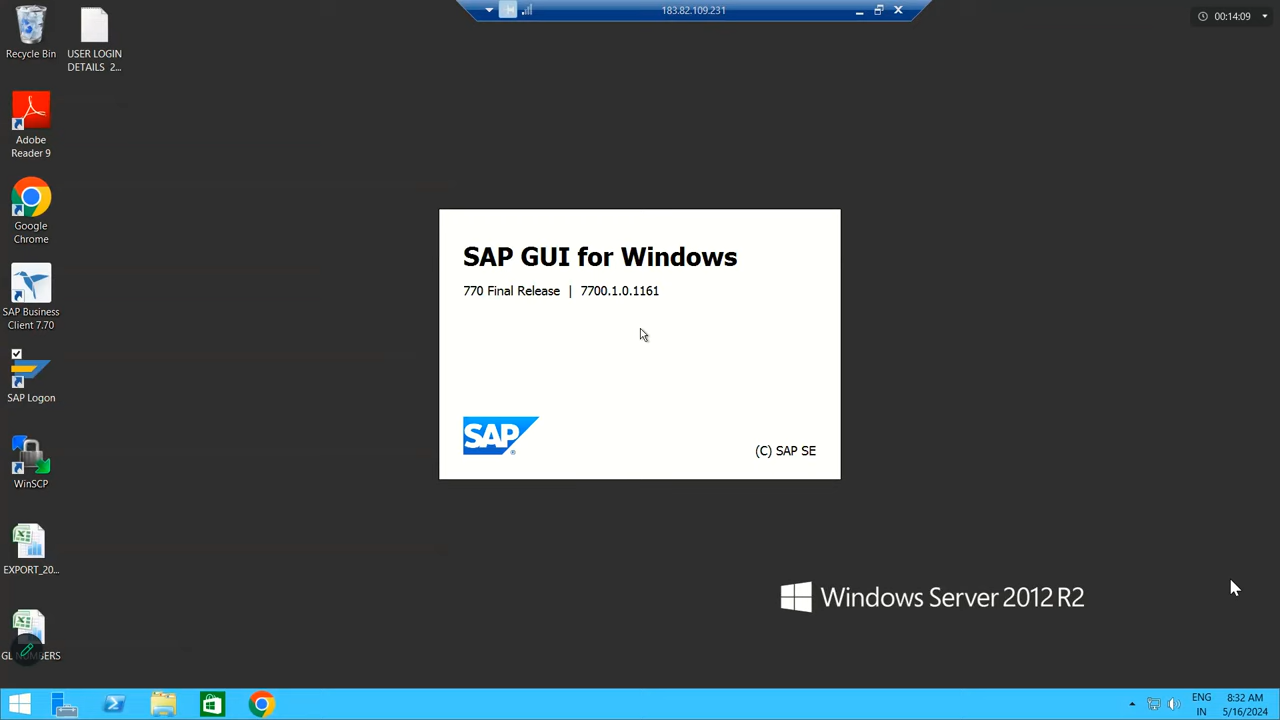 183.82.109.231
00:14:09
Recycle Bin
USER LOGIN
DETAILS 2...
Adobe
Reader 9
Google
Chrome
SAP Business
Client 7.70
SAP Logon
WinSCP
EXPORT_20...
SAP GUI for Windows
770 Final Release | 7700.1.0.1161
SAP
(C) SAP SE
Windows Server 2012 R2
ENG
IN
8:32 AM
5/16/2024